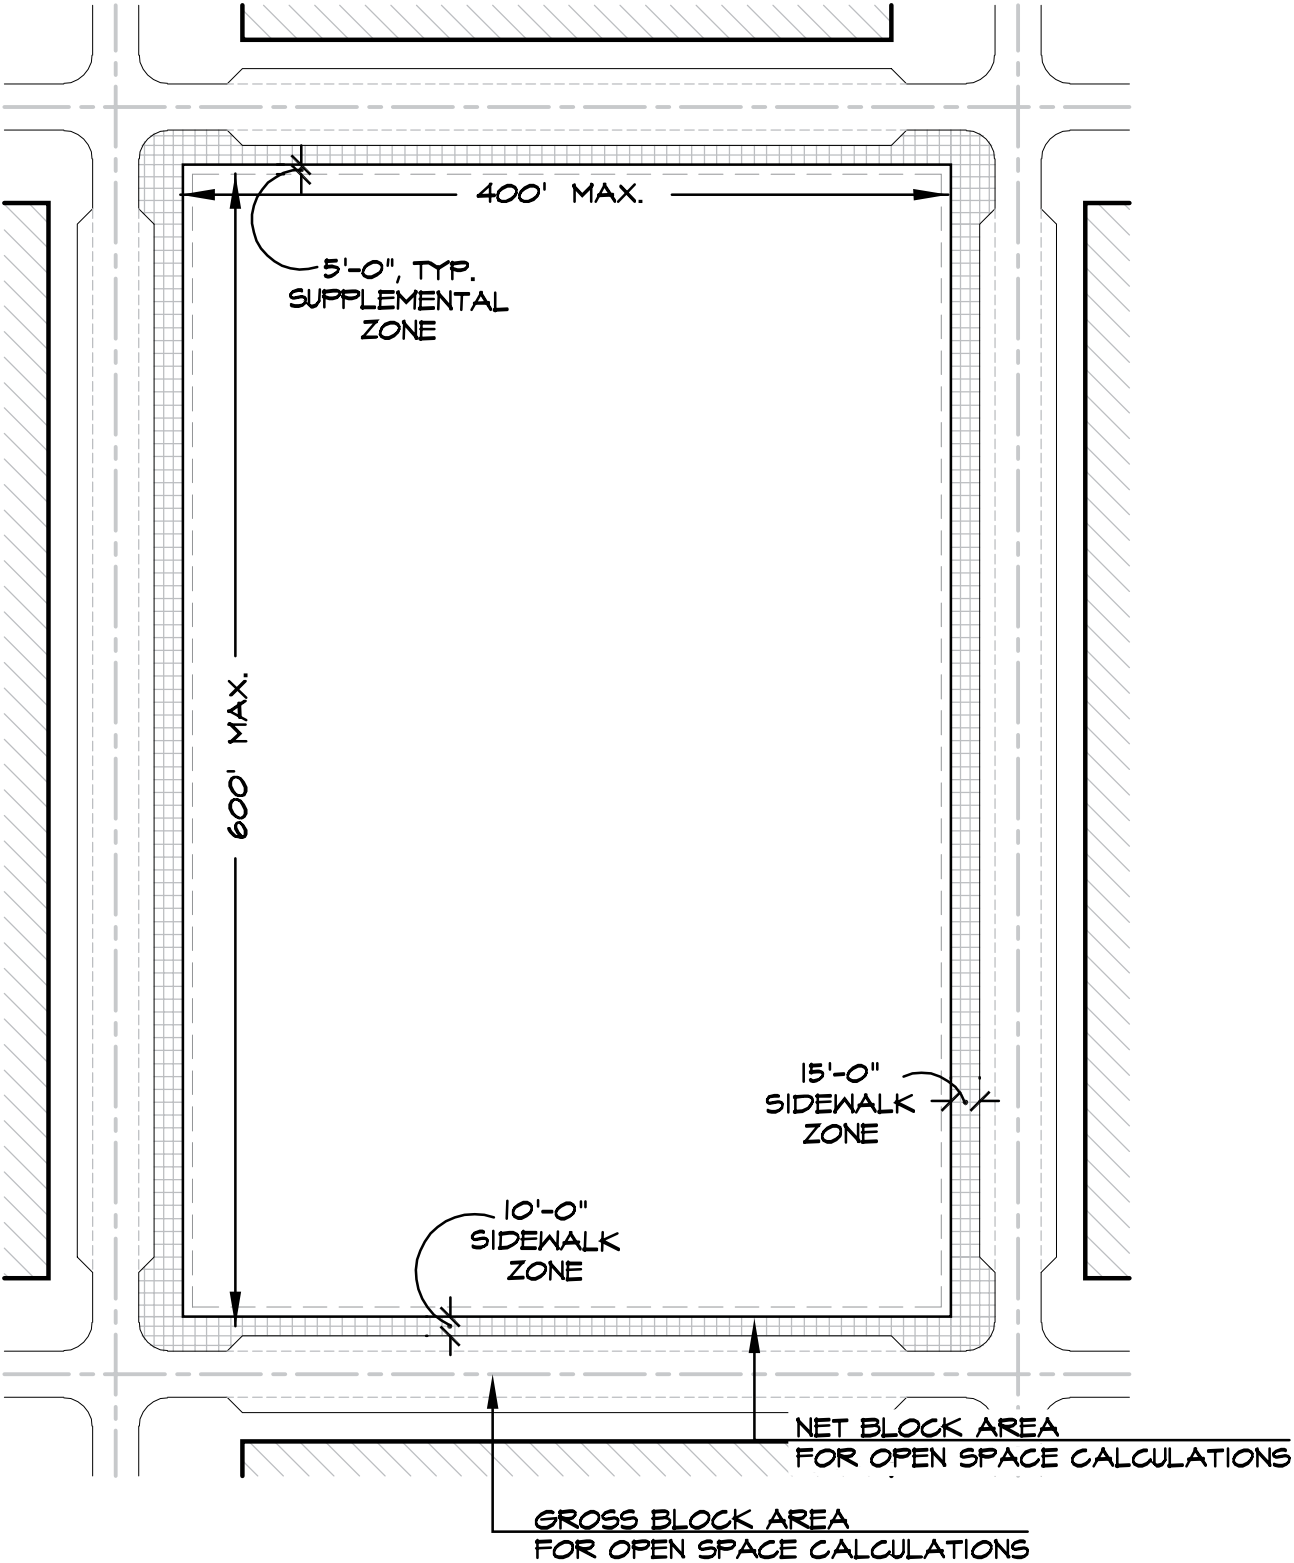 400' MAX.
5'-0", TYP.
SUPPLEMENTAL
ZONE
600' MAX.
15'-0"
SIDEWALK
ZONE
10'-0"
SIDEWALK
ZONE
NET BLOCK AREA
FOR OPEN SPACE CALCULATIONS
GROSS BLOCK AREA
FOR OPEN SPACE CALCULATIONS